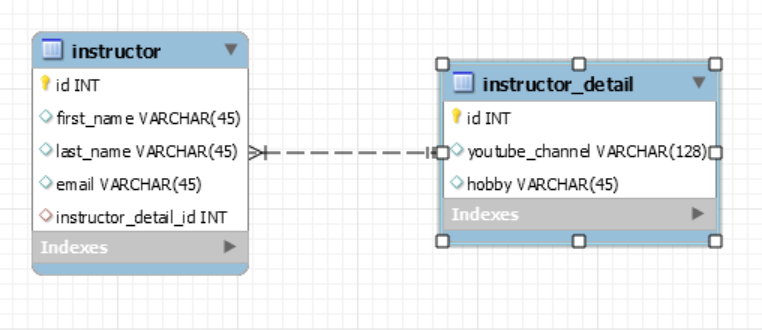 instructor
id INT
first_name VARCHAR(45)
last_name VARCHAR(45)
email VARCHAR(45)
instructor_detail_id INT
Indexes
instructor_detail
id INT
youtube_channel VARCHAR(128)
hobby VARCHAR(45)
Indexes